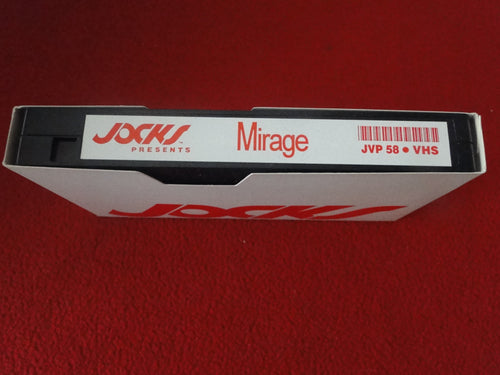 JOCKS
PRESENTS
Mirage
JVP 58 • VHS
JOCKS